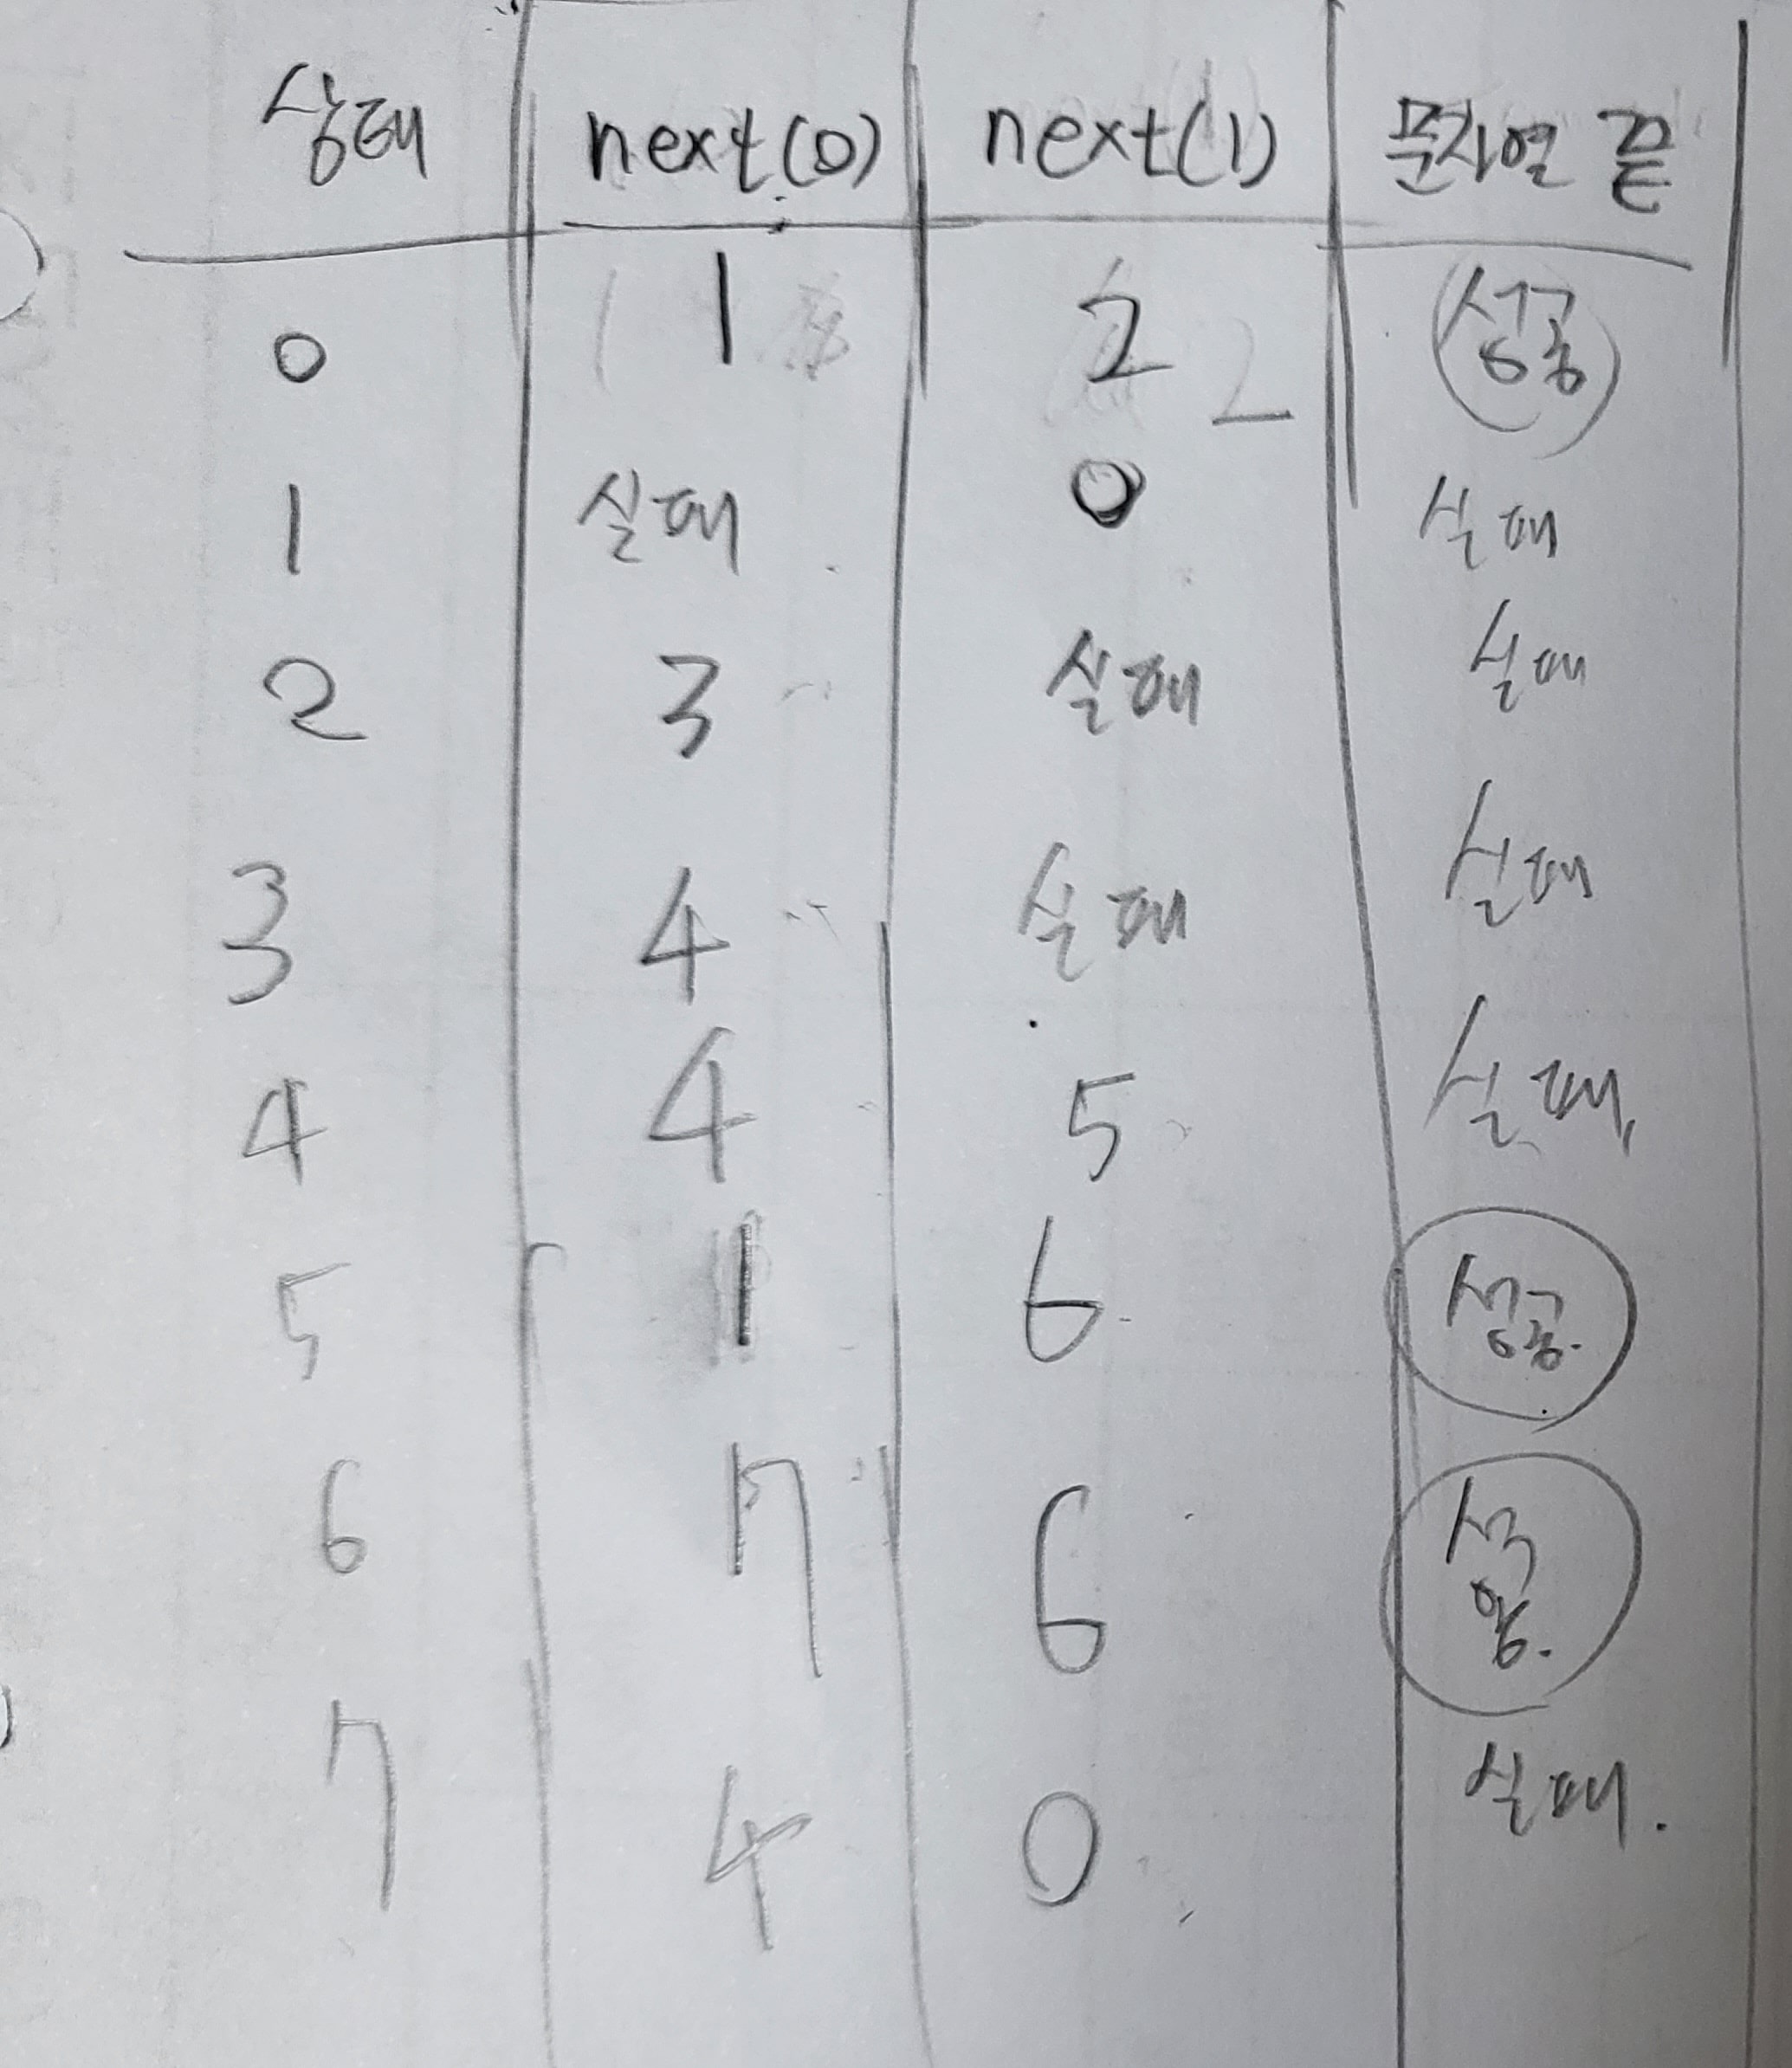 상태 next(0) next(1) 문자열 끝
0 1 2 성공
1 실패 0 실패
2 3 실패 실패
3 4 실패 실패
4 4 5 실패
5 1 6 성공.
6 7 6
7 4 0 실패.